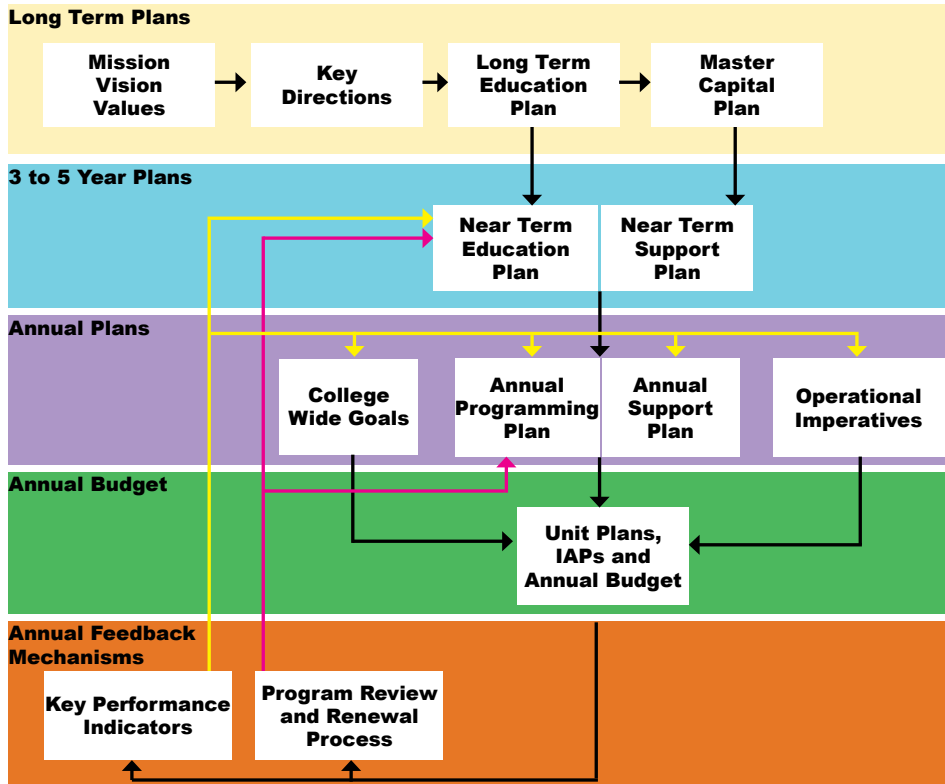 Long Term Plans
Mission
Vision
Values
Key
Directions
Long Term
Education
Plan
Master
Capital
Plan
3 to 5 Year Plans
Near Term
Education
Plan
Near Term
Support
Plan
Annual Plans
College
Wide Goals
Annual
Programming
Plan
Annual
Support
Plan
Operational
Imperatives
Annual Budget
Unit Plans,
IAPs and
Annual Budget
Annual Feedback
Mechanisms
Key Performance
Indicators
Program Review
and Renewal
Process